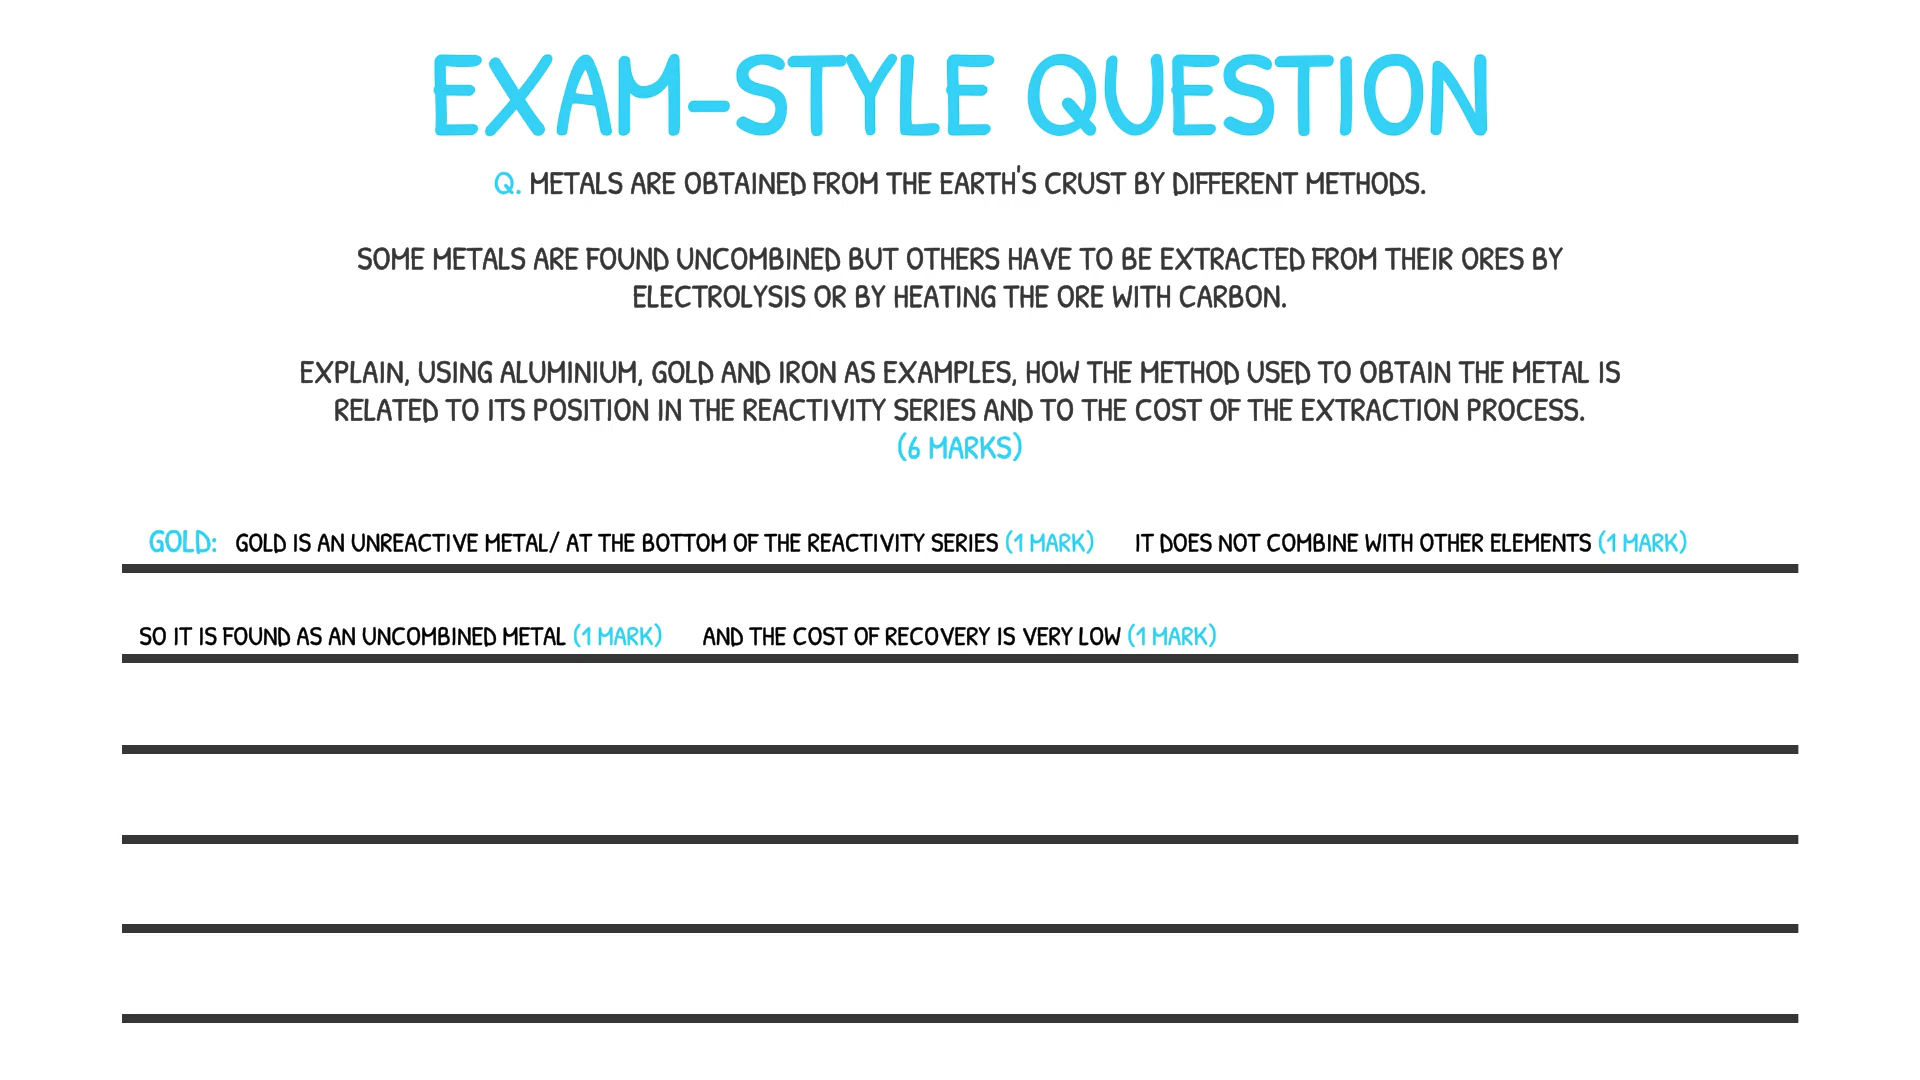 EXAM-STYLE QUESTION
Q. METALS ARE OBTAINED FROM THE EARTH'S CRUST BY DIFFERENT METHODS.
SOME METALS ARE FOUND UNCOMBINED BUT OTHERS HAVE TO BE EXTRACTED FROM THEIR ORES BY
ELECTROLYSIS OR BY HEATING THE ORE WITH CARBON.
EXPLAIN, USING ALUMINIUM, GOLD AND IRON AS EXAMPLES, HOW THE METHOD USED TO OBTAIN THE METAL IS
RELATED TO ITS POSITION IN THE REACTIVITY SERIES AND TO THE COST OF THE EXTRACTION PROCESS.
(6 MARKS)
GOLD: GOLD IS AN UNREACTIVE METAL/ AT THE BOTTOM OF THE REACTIVITY SERIES (1 MARK) IT DOES NOT COMBINE WITH OTHER ELEMENTS (1 MARK)
SO IT IS FOUND AS AN UNCOMBINED METAL (1 MARK) AND THE COST OF RECOVERY IS VERY LOW (1 MARK)